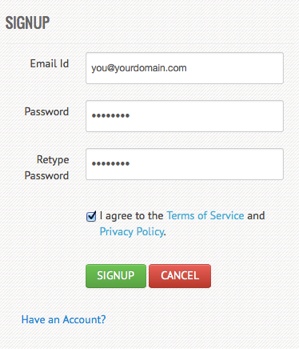 SIGNUP
Email Id
you@yourdomain.com
Password
••••••••
Retype
Password
••••••••
I agree to the Terms of Service and
Privacy Policy.
SIGNUP CANCEL
Have an Account?